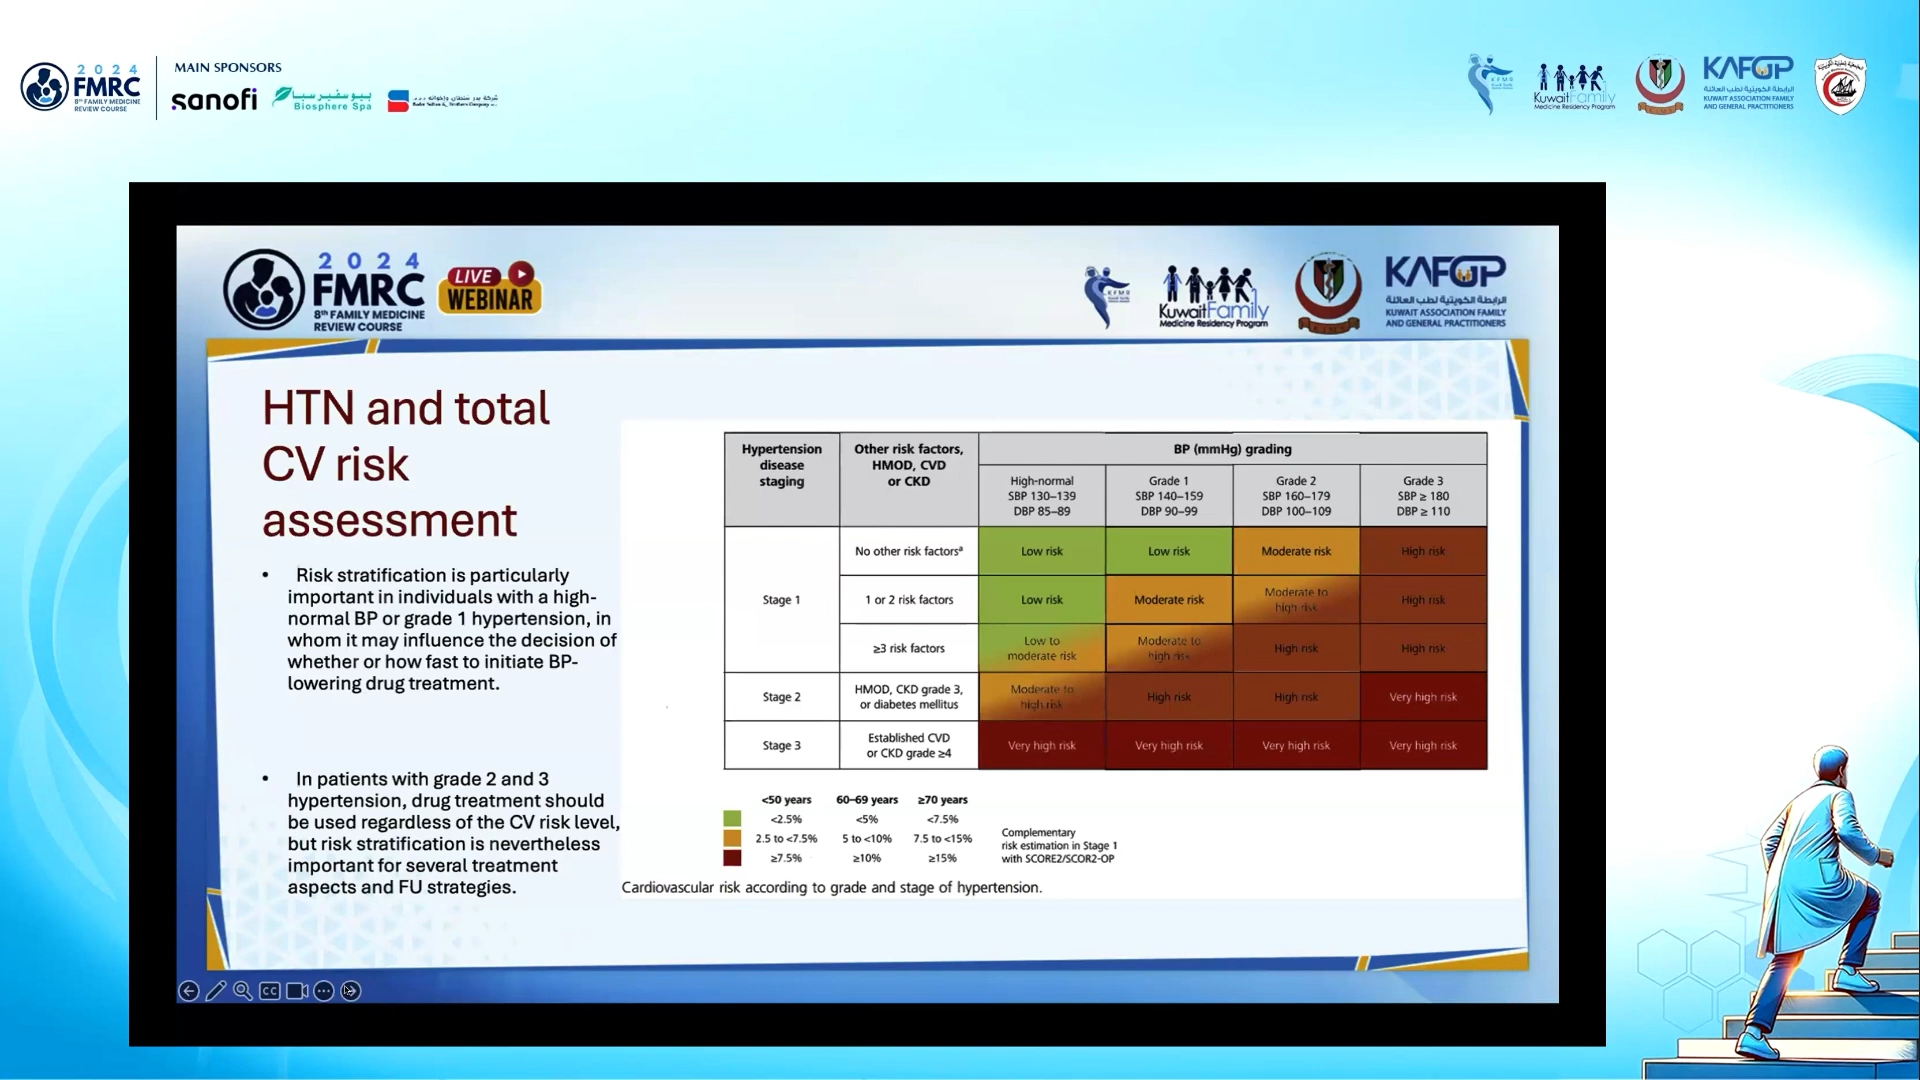 2024
FMRC
8th FAMILY MEDICINE
REVIEW COURSE
MAIN SPONSORS
sanofi
بيوسفير سبا
Biosphere Spa
KFMR
KuwaitFamily
Medicine Residency Program
KAFGP
الرابطة الكويتية لطب العائلة
KUWAIT ASSOCIATION FAMILY
AND GENERAL PRACTITIONERS
2024
FMRC
8th FAMILY MEDICINE
REVIEW COURSE
LIVE
WEBINAR
KFMR
KuwaitFamily
Medicine Residency Program
KAFGP
الرابطة الكويتية لطب العائلة
KUWAIT ASSOCIATION FAMILY
AND GENERAL PRACTITIONERS
HTN and total
CV risk
assessment
• Risk stratification is particularly
important in individuals with a high-
normal BP or grade 1 hypertension, in
whom it may influence the decision of
whether or how fast to initiate BP-
lowering drug treatment.
• In patients with grade 2 and 3
hypertension, drug treatment should
be used regardless of the CV risk level,
but risk stratification is nevertheless
important for several treatment
aspects and FU strategies.
Hypertension
disease
staging
Other risk factors,
HMOD, CVD
or CKD
BP (mmHg) grading
High-normal
SBP 130–139
DBP 85–89
Grade 1
SBP 140–159
DBP 90–99
Grade 2
SBP 160–179
DBP 100–109
Grade 3
SBP ≥ 180
DBP ≥ 110
Stage 1
No other risk factorsª
Low risk
Low risk
Moderate risk
High risk
1 or 2 risk factors
Low risk
Moderate risk
Moderate to
high risk
High risk
≥3 risk factors
Low to
moderate risk
Moderate to
high risk
High risk
High risk
Stage 2
HMOD, CKD grade 3,
or diabetes mellitus
Moderate to
high risk
High risk
High risk
Very high risk
Stage 3
Established CVD
or CKD grade ≥4
Very high risk
Very high risk
Very high risk
Very high risk
<50 years 60–69 years ≥70 years
<2.5% <5% <7.5%
2.5 to <7.5% 5 to <10% 7.5 to <15%
≥7.5% ≥10% ≥15%
Complementary
risk estimation in Stage 1
with SCORE2/SCOR2-OP
Cardiovascular risk according to grade and stage of hypertension.
CC